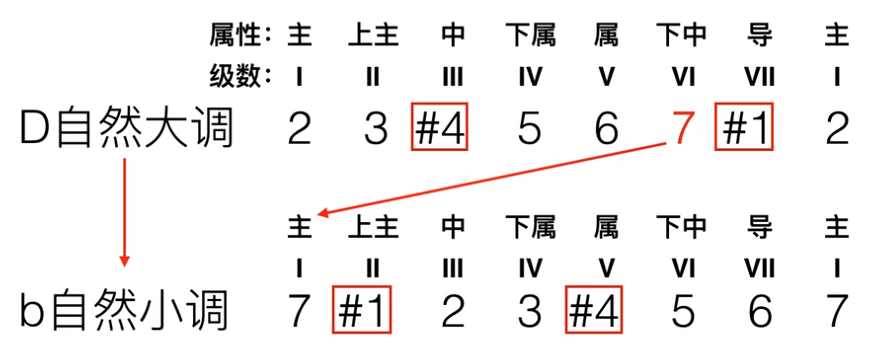 属性: 主 上主 中 下属 属 下中 导 主
级数: I II III IV V VI VII I
D自然大调 2 3 #4 5 6 7 #1 2
主 上主 中 下属 属 下中 导 主
I II III IV V VI VII I
b自然小调 7 #1 2 3 #4 5 6 7